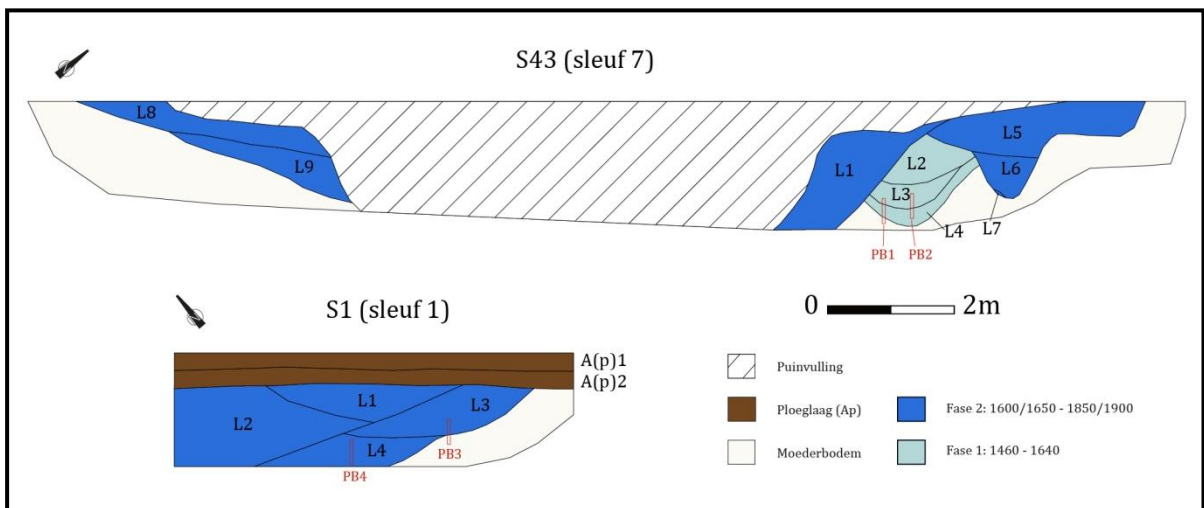 S43 (sleuf 7)
L8
L9
L1
L2
L3
L5
L6
L4
L7
PB1
PB2
S1 (sleuf 1)
0 2m
A(p)1
A(p)2
L1
L2
L3
L4
PB3
PB4
Puinvulling
Ploeglaag (Ap)
Fase 2: 1600/1650 - 1850/1900
Moederbodem
Fase 1: 1460 - 1640